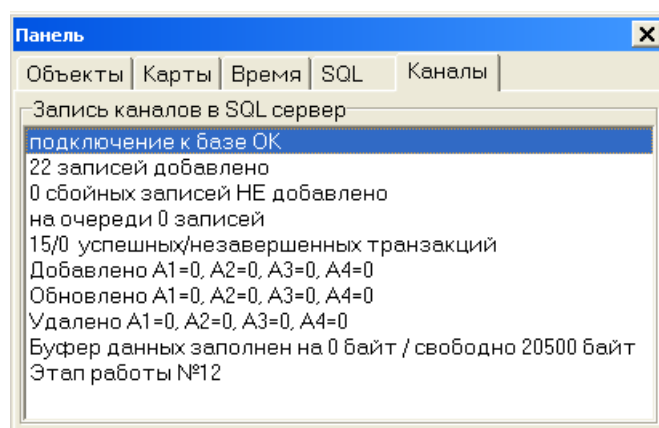 Панель
Объекты Карты Время SQL Каналы
Запись каналов в SQL сервер
подключение к базе OK
22 записей добавлено
0 сбойных записей НЕ добавлено
на очереди 0 записей
15/0 успешных/незавершенных транзакций
Добавлено A1=0, A2=0, A3=0, A4=0
Обновлено A1=0, A2=0, A3=0, A4=0
Удалено A1=0, A2=0, A3=0, A4=0
Буфер данных заполнен на 0 байт / свободно 20500 байт
Этап работы №12